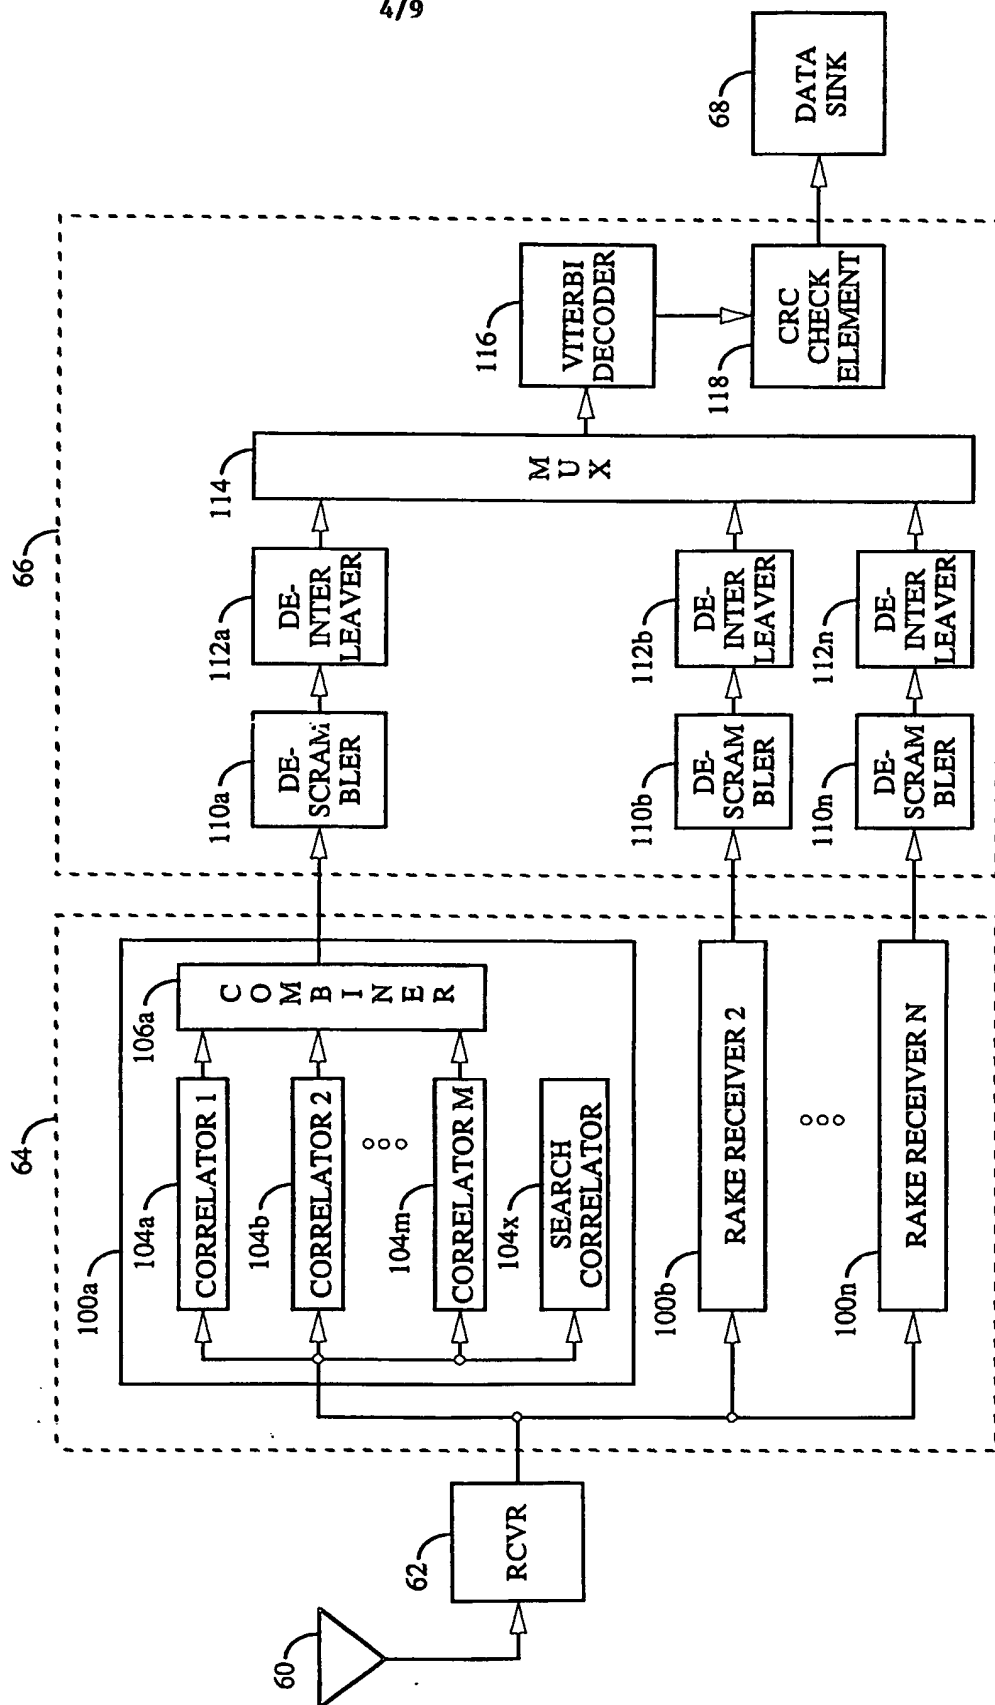 4/9
60
62
RCVR
64
100a
104a
CORRELATOR 1
104b
CORRELATOR 2
104m
CORRELATOR M
104x
SEARCH
CORRELATOR
106a
COMBINER
100b
RAKE RECEIVER 2
100n
RAKE RECEIVER N
66
110a
DE-
SCRAM
BLER
112a
DE-
INTER
LEAVER
110b
DE-
SCRAM
BLER
112b
DE-
INTER
LEAVER
110n
DE-
SCRAM
BLER
112n
DE-
INTER
LEAVER
114
MUX
116
VITERBI
DECODER
118
CRC
CHECK
ELEMENT
68
DATA
SINK